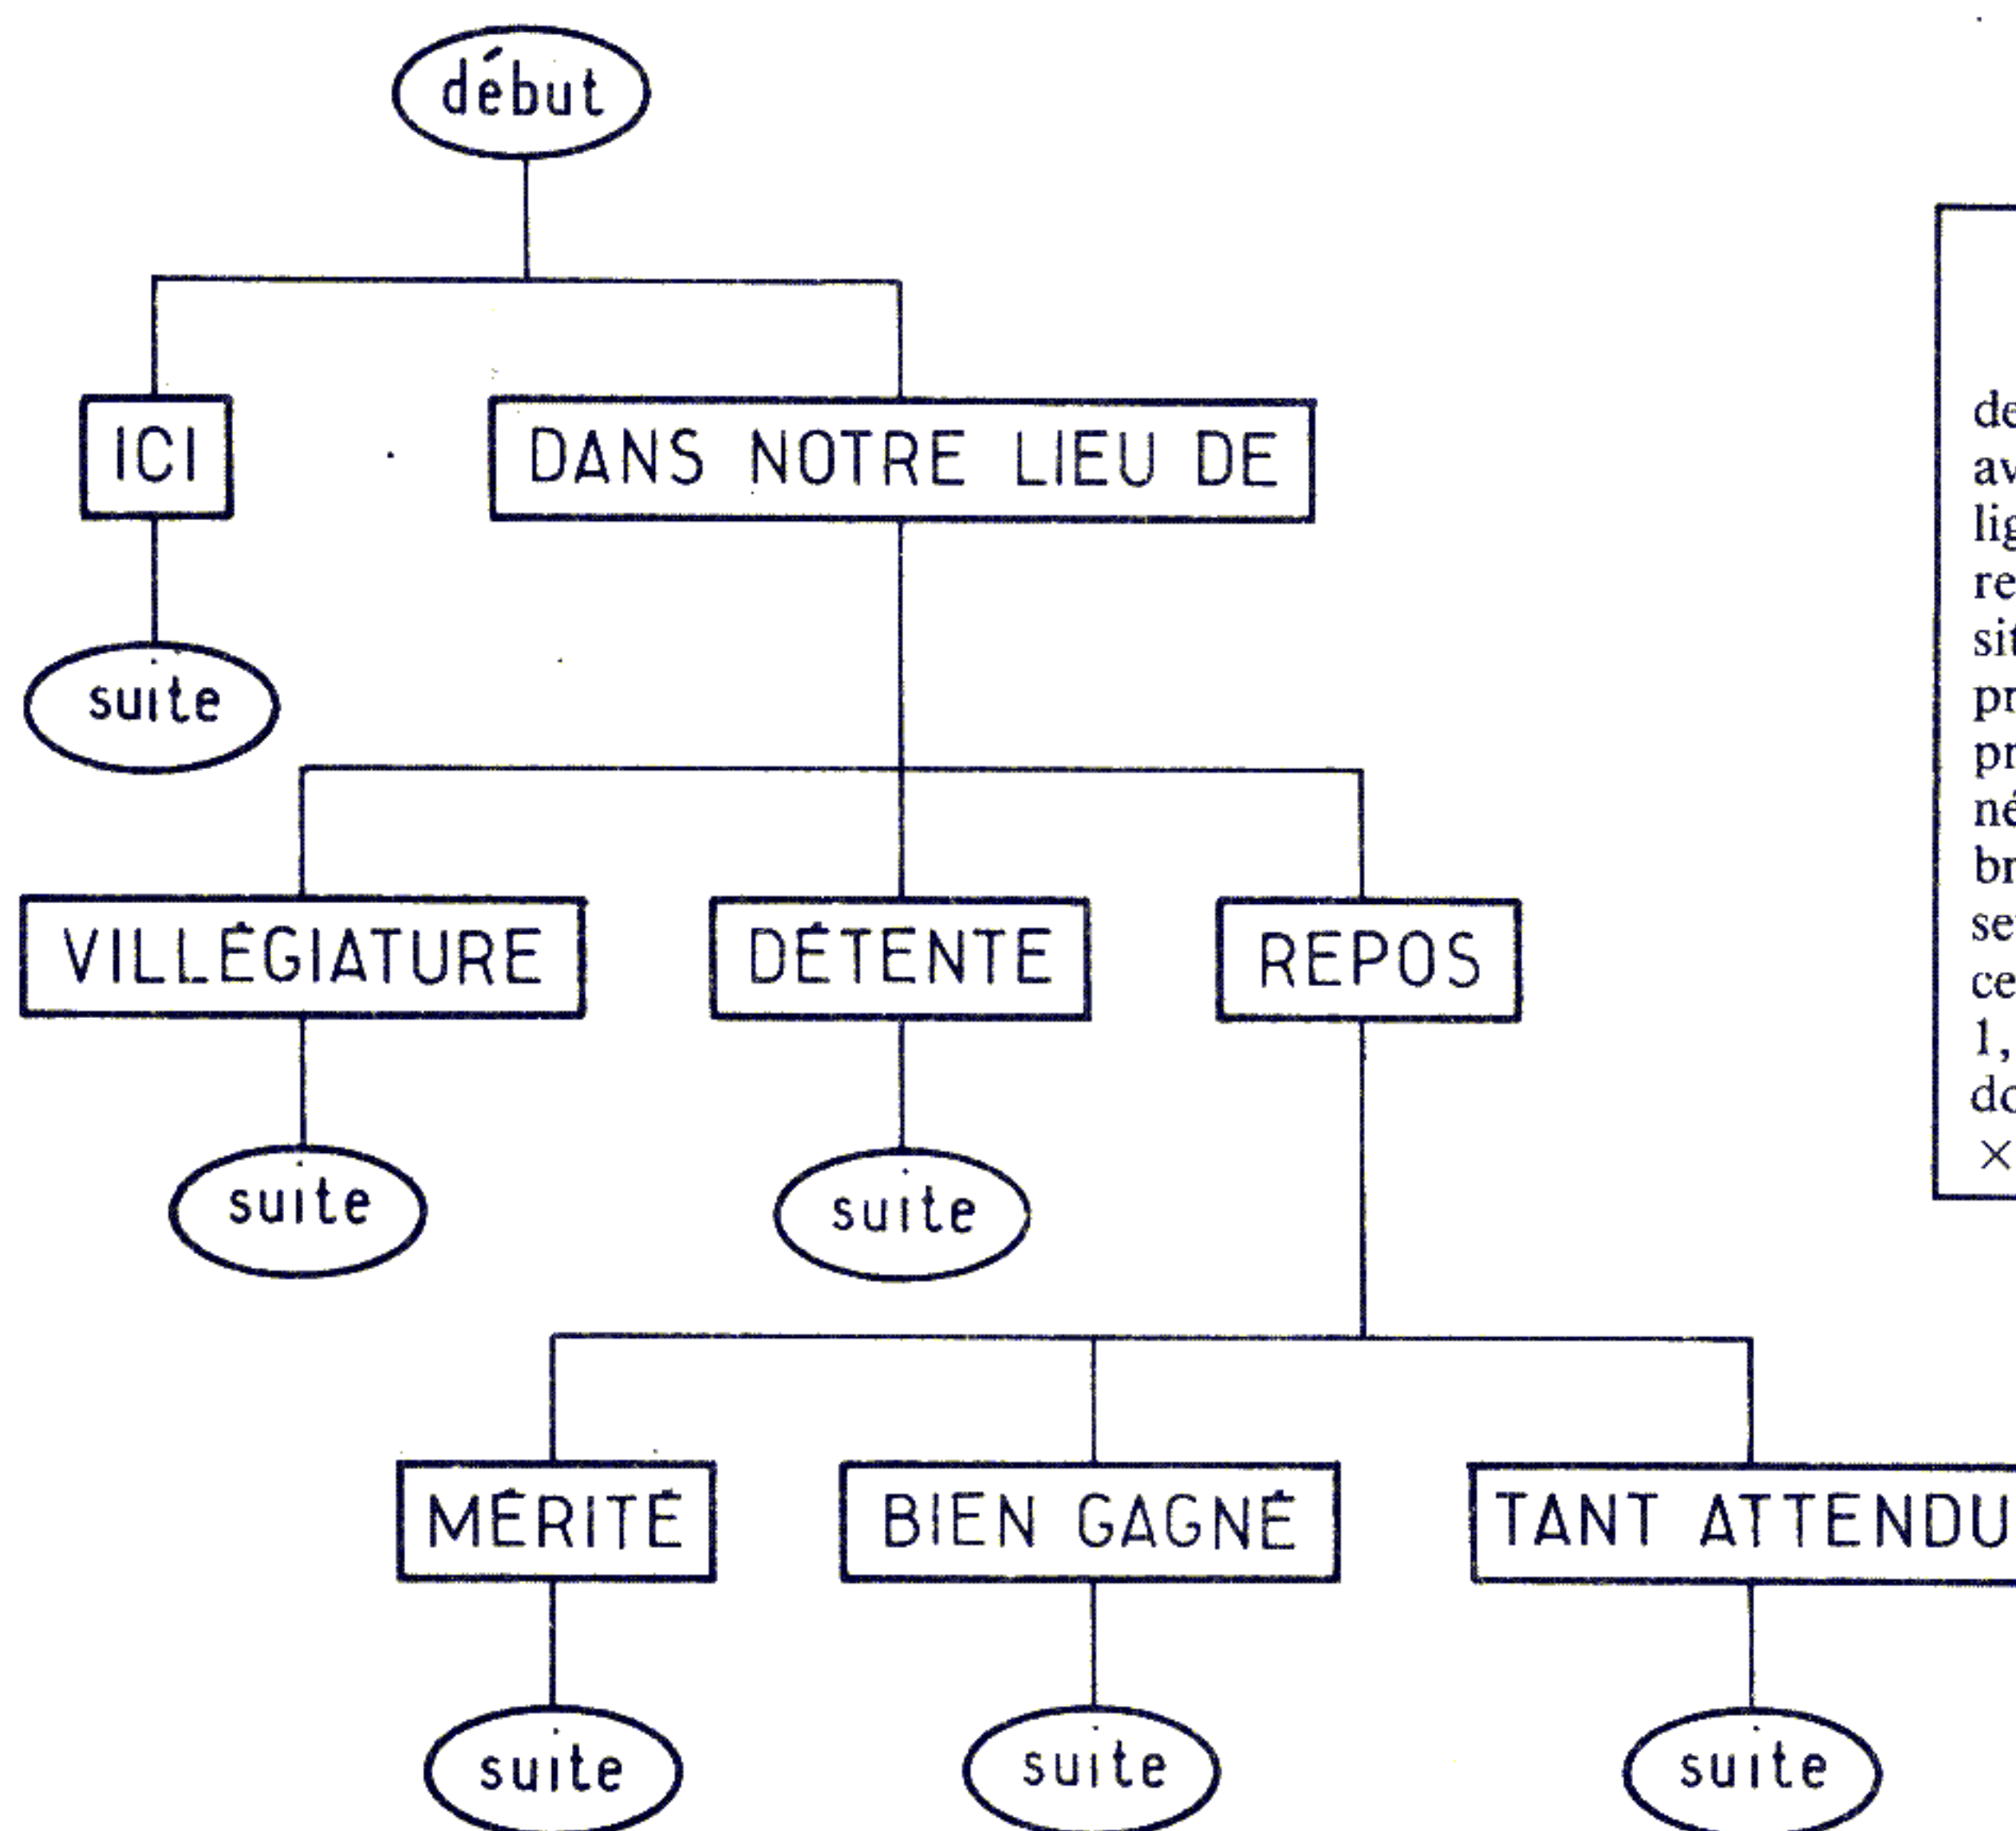 début
ICI
DANS NOTRE LIEU DE
suite
VILLÉGIATURE
DÉTENTE
REPOS
suite
suite
MÉRITÉ
BIEN GAGNÉ
TANT ATTENDU
suite
suite
suite
1,
×